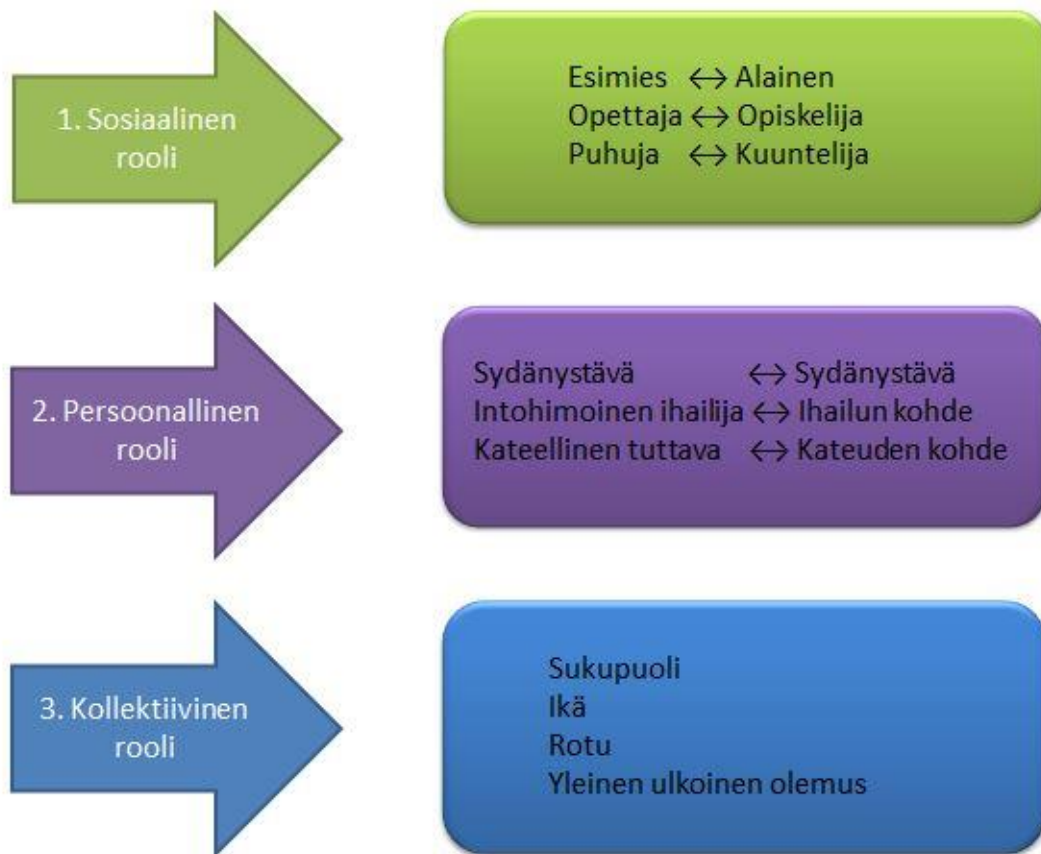 1. Sosiaalinen
rooli
Esimies ↔ Alainen
Opettaja ↔ Opiskelija
Puhuja ↔ Kuuntelija
2. Persoonallinen
rooli
Sydänystävä ↔ Sydänystävä
Intohimoinen ihailija ↔ Ihailun kohde
Kateellinen tuttava ↔ Kateuden kohde
3. Kollektiivinen
rooli
Sukupuoli
Ikä
Rotu
Yleinen ulkoinen olemus